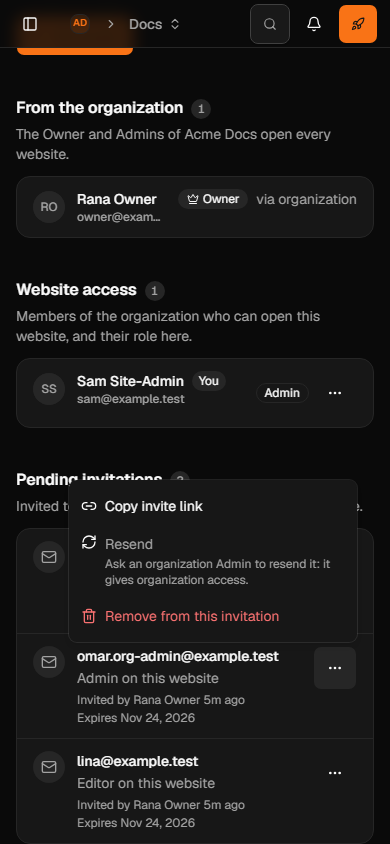 AD
Docs
From the organization 1
The Owner and Admins of Acme Docs open every
website.
RO
Rana Owner
Owner
via organization
owner@exam…
Website access 1
Members of the organization who can open this
website, and their role here.
SS
Sam Site-Admin You
sam@example.test
Admin
Pending invitations
Invited
Copy invite link
Resend
Ask an organization Admin to resend it: it
gives organization access.
Remove from this invitation
omar.org-admin@example.test
Admin on this website
Invited by Rana Owner 5m ago
Expires Nov 24, 2026
lina@example.test
Editor on this website
Invited by Rana Owner 5m ago
Expires Nov 24, 2026